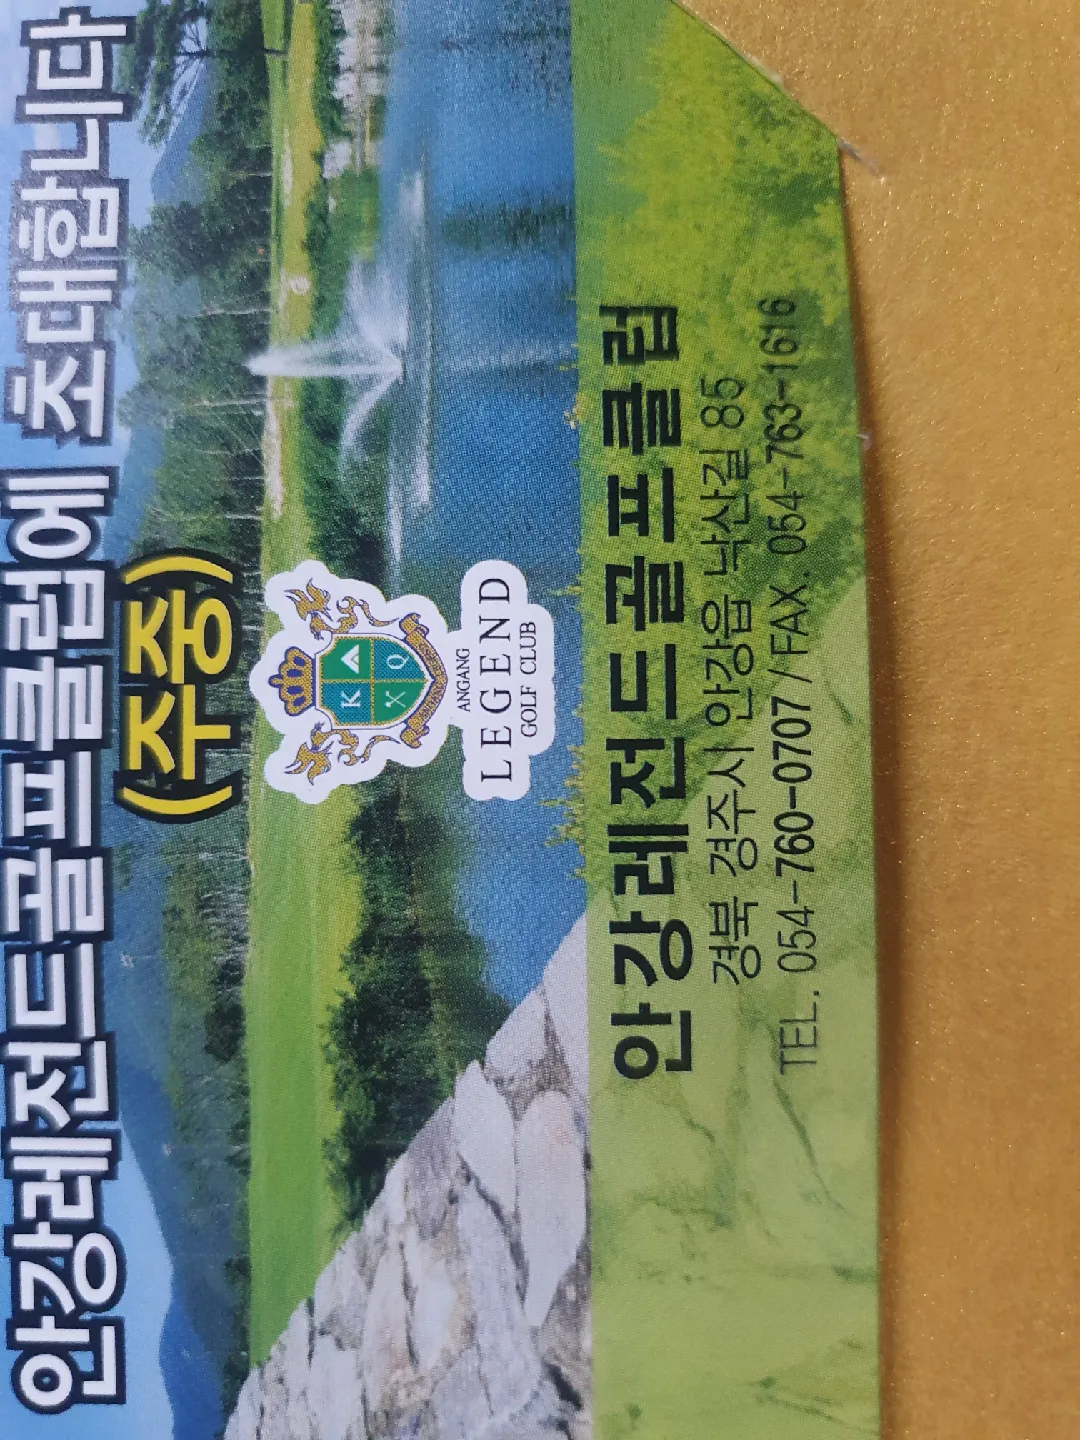 안강레전드골프클럽에 초대합니다
(주중)
K
X Q
ANGANG
LEGEND
GOLF CLUB
안강레전드골프클럽
경북 경주시 안강읍 낙산길 85
TEL. 054-760-0707 / FAX. 054-763-1616